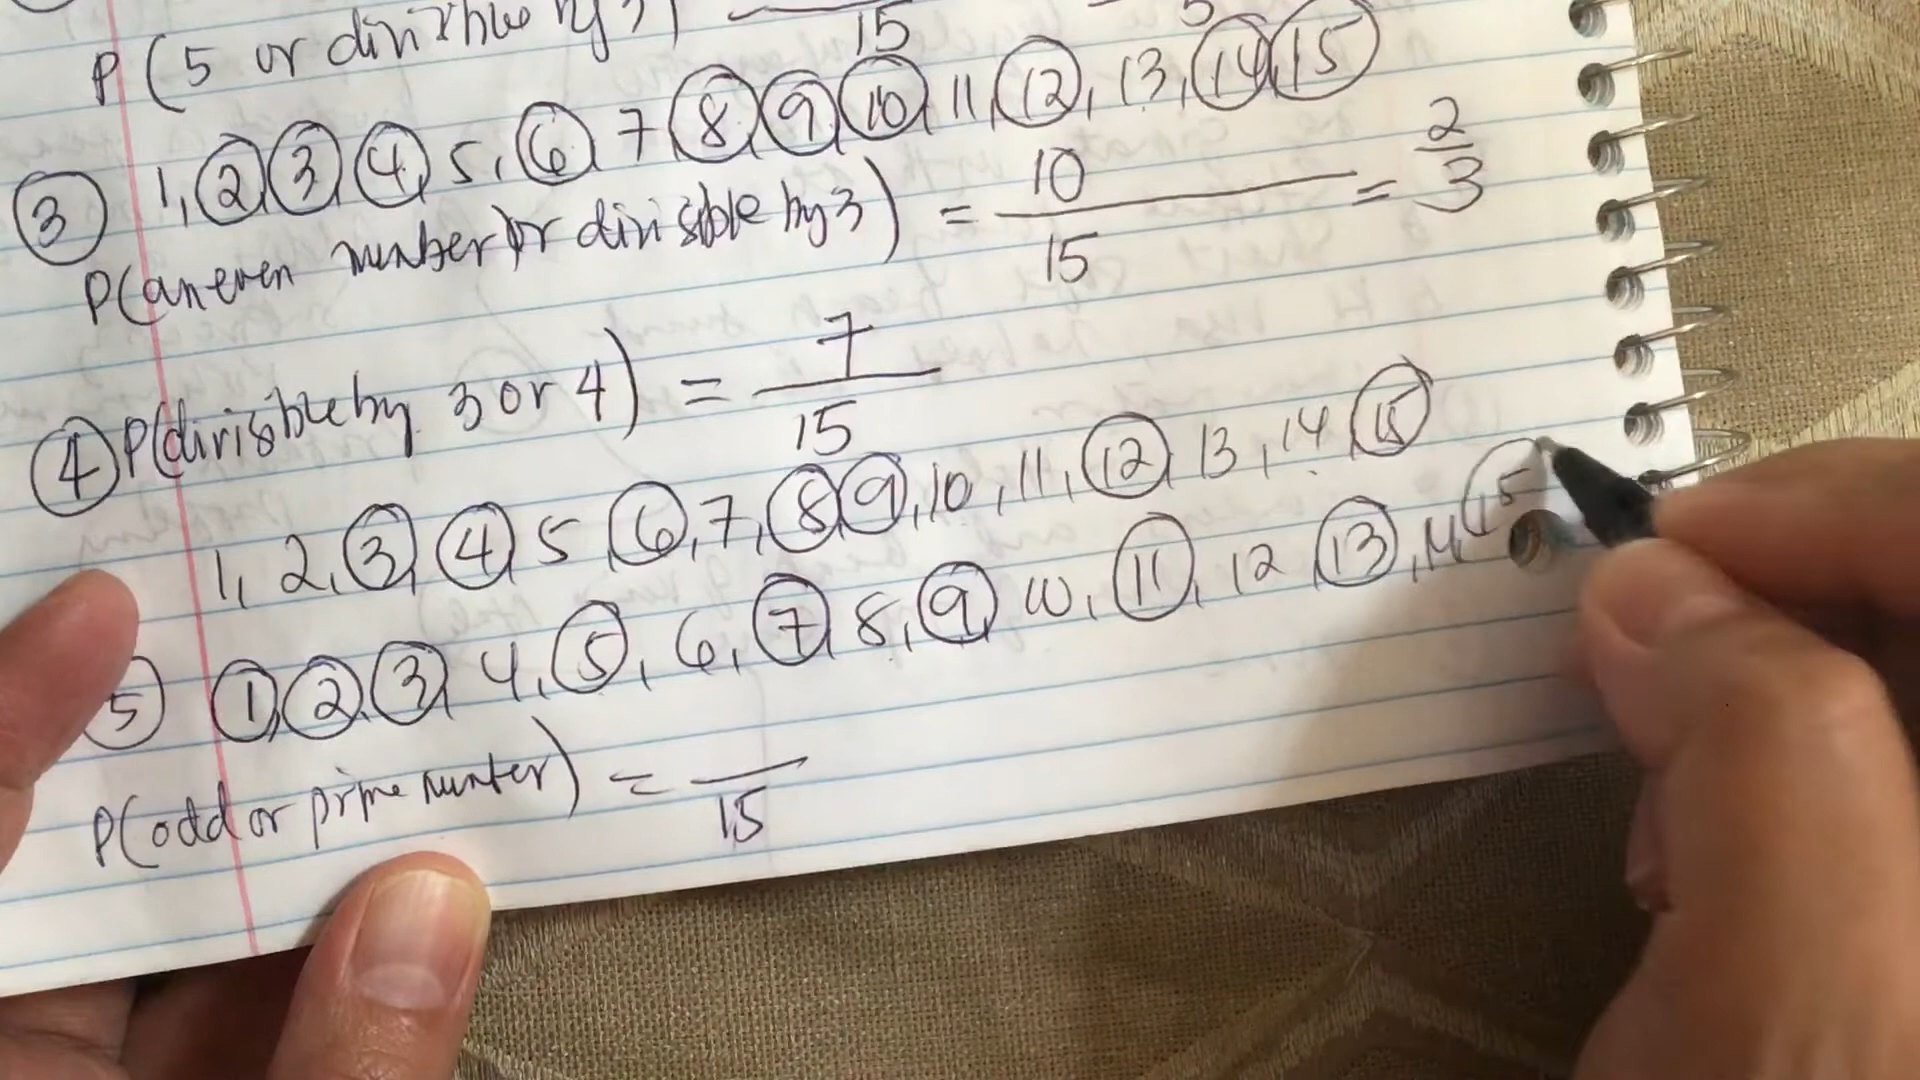 P(5 or divisible by 3) 15 5
③ 1, ②, ③, ④, 5, ⑥, 7, ⑧, ⑨, ⑩, 11, ⑫, 13, ⑭, ⑮
P(an even number or divisible by 3) = 10/15 = 2/3
④ P(divisible by 3 or 4) = 7/15
1, 2, ③, ④ 5 ⑥, 7, ⑧, ⑨, 10, 11, ⑫ 13, 14, ⑮
⑤ ①, ②, ③, 4, ⑤, 6, ⑦, 8, ⑨, 10, ⑪, 12 ⑬, 14, ⑮
P(odd or prime number) = /15